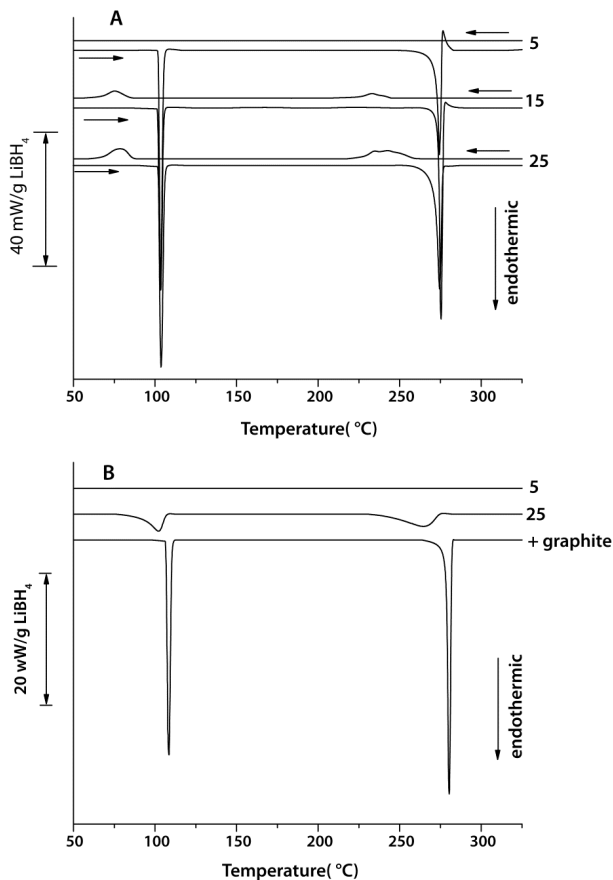 A
5
15
25
40 mW/g LiBH4
endothermic
50 100 150 200 250 300
Temperature( °C)
B
5
25
+ graphite
20 wW/g LiBH4
endothermic
50 100 150 200 250 300
Temperature( °C)